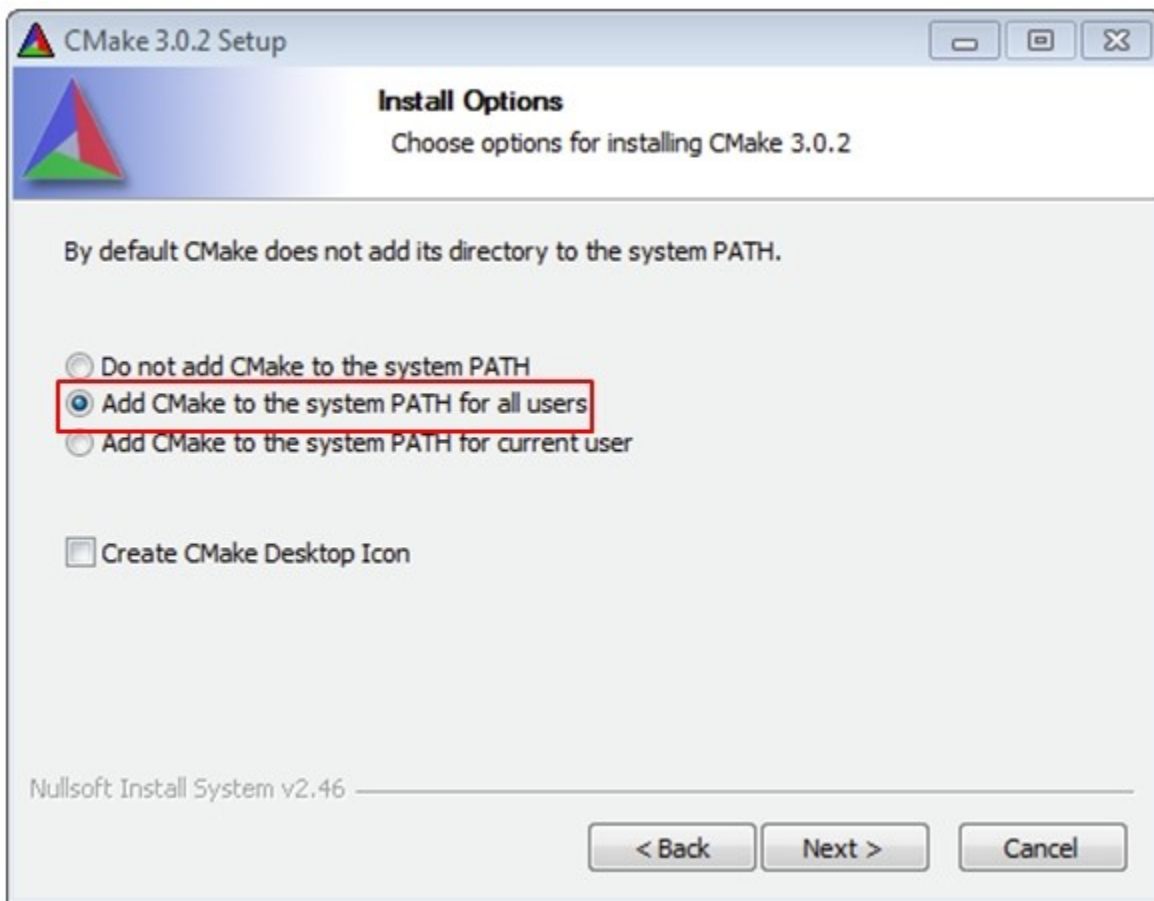 CMake 3.0.2 Setup
Install Options
Choose options for installing CMake 3.0.2
By default CMake does not add its directory to the system PATH.
Do not add CMake to the system PATH
Add CMake to the system PATH for all users
Add CMake to the system PATH for current user
Create CMake Desktop Icon
Nullsoft Install System v2.46
< Back Next > Cancel